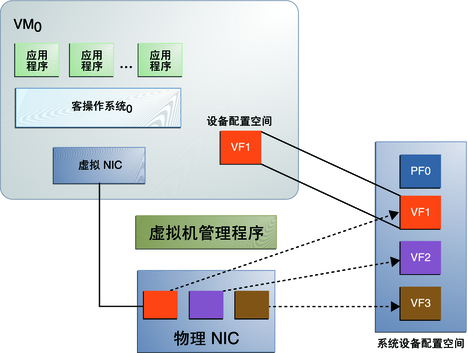 VM0
应用
程序
应用
程序
...
应用
程序
客操作系统0
设备配置空间
VF1
虚拟 NIC
PF0
VF1
虚拟机管理程序
VF2
VF3
物理 NIC
系统设备配置空间